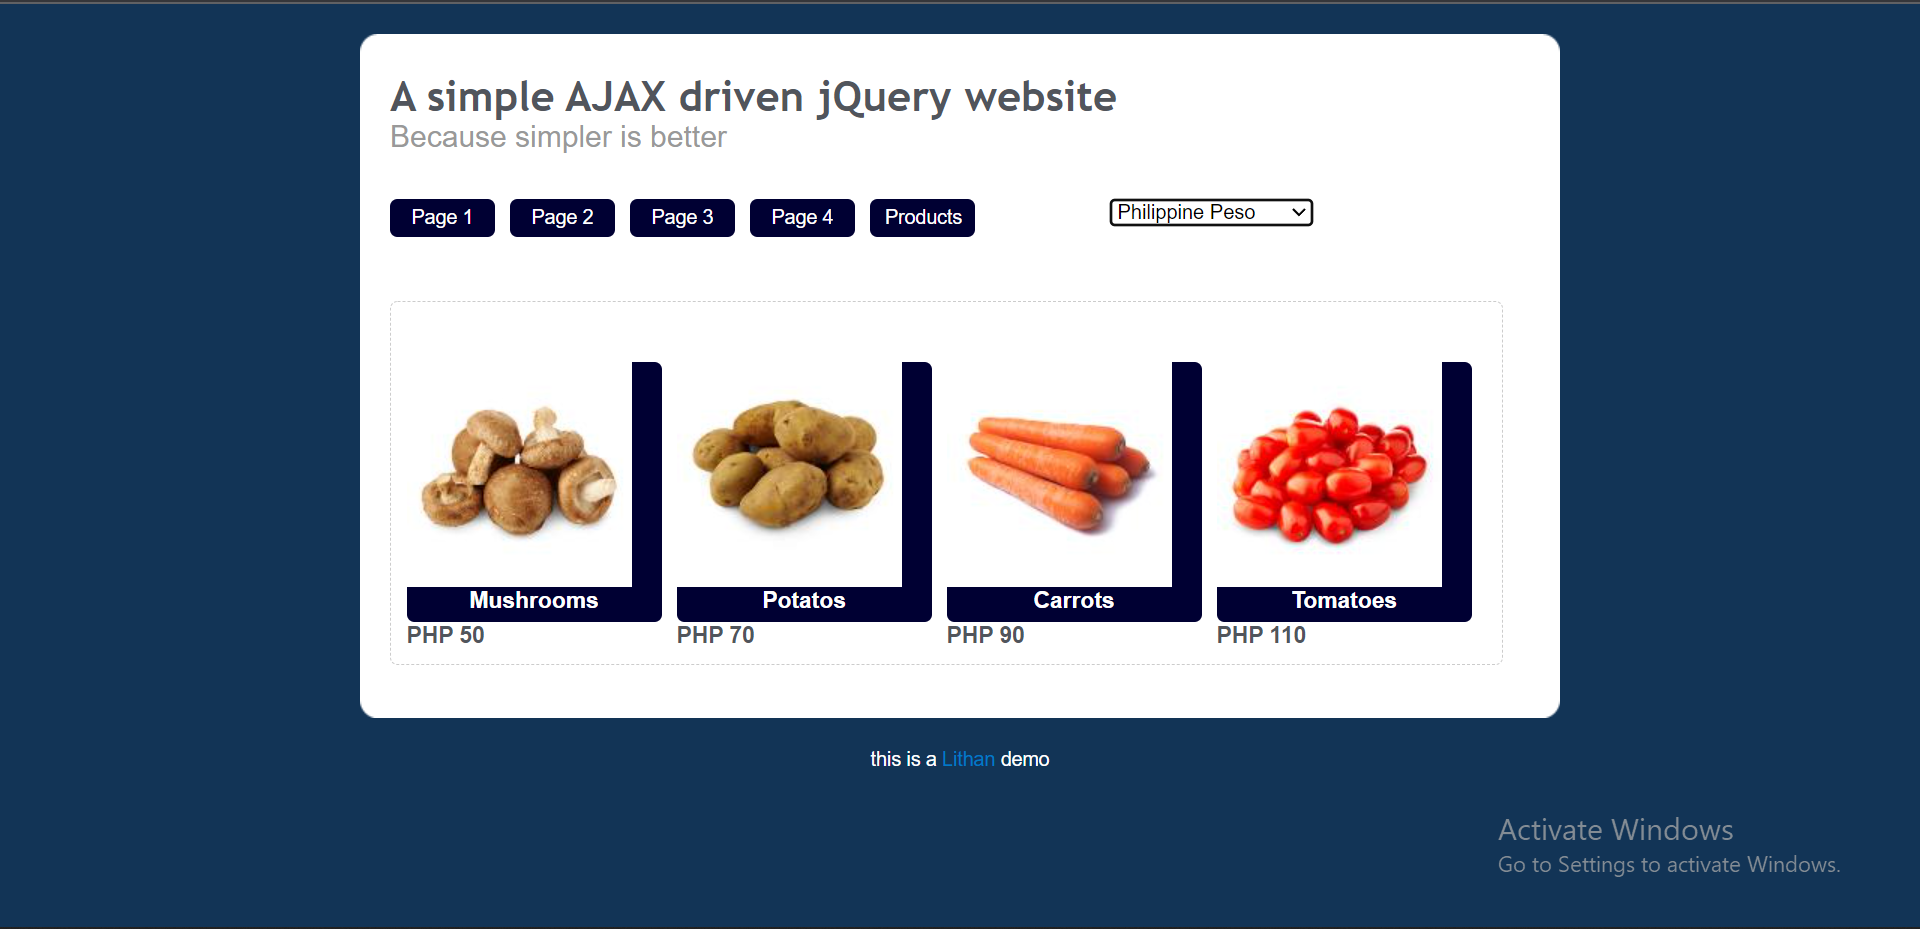 A simple AJAX driven jQuery website
Because simpler is better
Page 1 Page 2 Page 3 Page 4 Products Philippine Peso
Mushrooms Potatos Carrots Tomatoes
PHP 50 PHP 70 PHP 90 PHP 110
this is a Lithan demo
Activate Windows
Go to Settings to activate Windows.